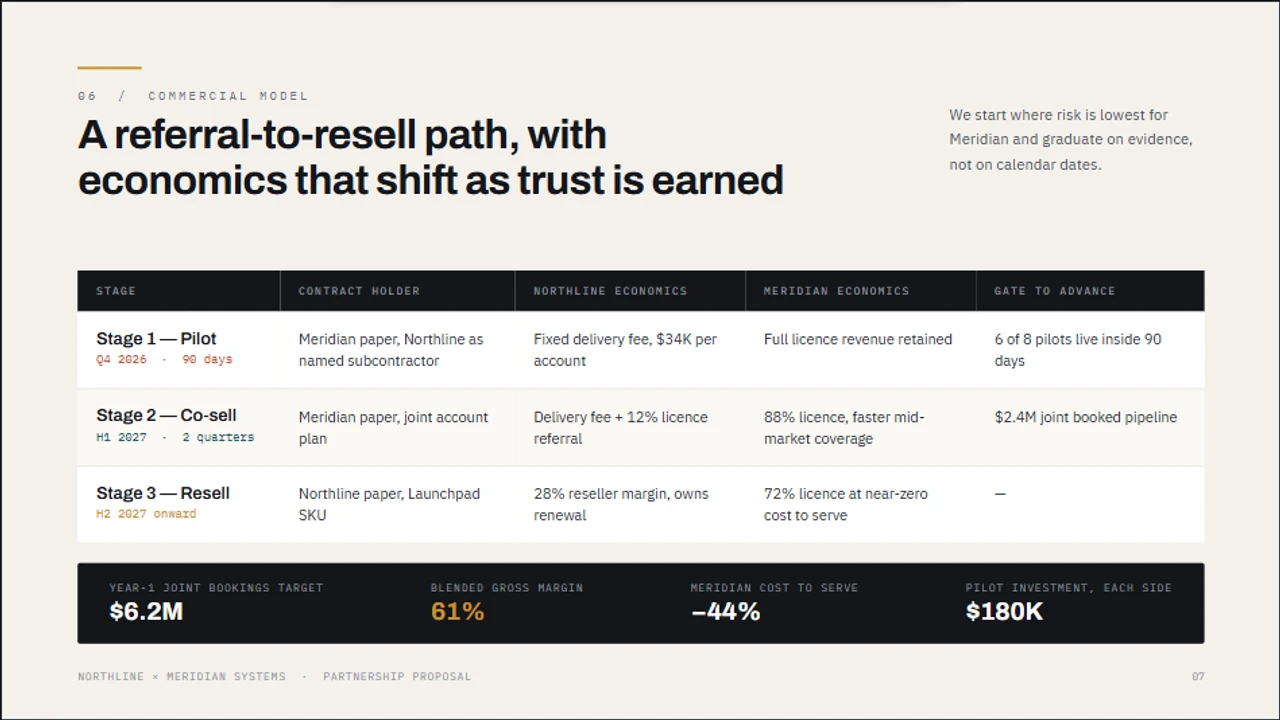 06 / COMMERCIAL MODEL
A referral-to-resell path, with
economics that shift as trust is earned
We start where risk is lowest for
Meridian and graduate on evidence,
not on calendar dates.
STAGE
CONTRACT HOLDER
NORTHLINE ECONOMICS
MERIDIAN ECONOMICS
GATE TO ADVANCE
Stage 1 — Pilot
Q4 2026 · 90 days
Meridian paper, Northline as
named subcontractor
Fixed delivery fee, $34K per
account
Full licence revenue retained
6 of 8 pilots live inside 90
days
Stage 2 — Co-sell
H1 2027 · 2 quarters
Meridian paper, joint account
plan
Delivery fee + 12% licence
referral
88% licence, faster mid-
market coverage
$2.4M joint booked pipeline
Stage 3 — Resell
H2 2027 onward
Northline paper, Launchpad
SKU
28% reseller margin, owns
renewal
72% licence at near-zero
cost to serve
—
YEAR-1 JOINT BOOKINGS TARGET
$6.2M
BLENDED GROSS MARGIN
61%
MERIDIAN COST TO SERVE
−44%
PILOT INVESTMENT, EACH SIDE
$180K
NORTHLINE × MERIDIAN SYSTEMS · PARTNERSHIP PROPOSAL
07